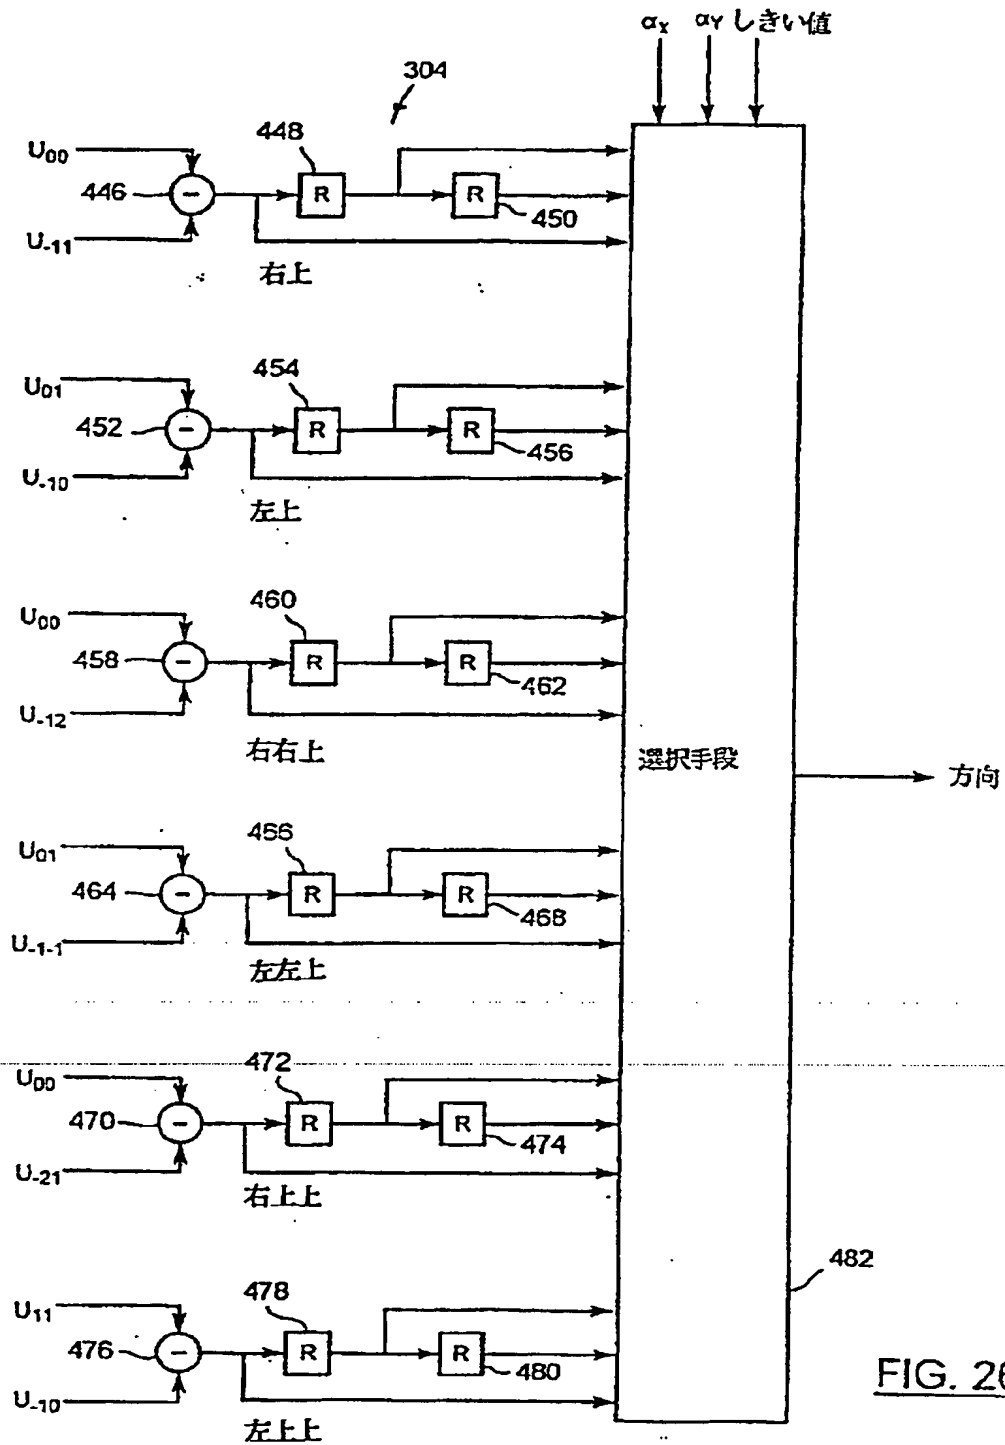 αX αY しきい値
304
448
U00
446 − R R
450
U-11
右上
454
U01
452 − R R
456
U-10
左上
460
U00
458 − R R
462
U-12
右右上
選択手段
方向
466
U01
464 − R R
468
U-1-1
左左上
472
U00
470 − R R
474
U-21
右上上
482
478
U11
476 − R R
480
U-10
左上上
FIG. 26